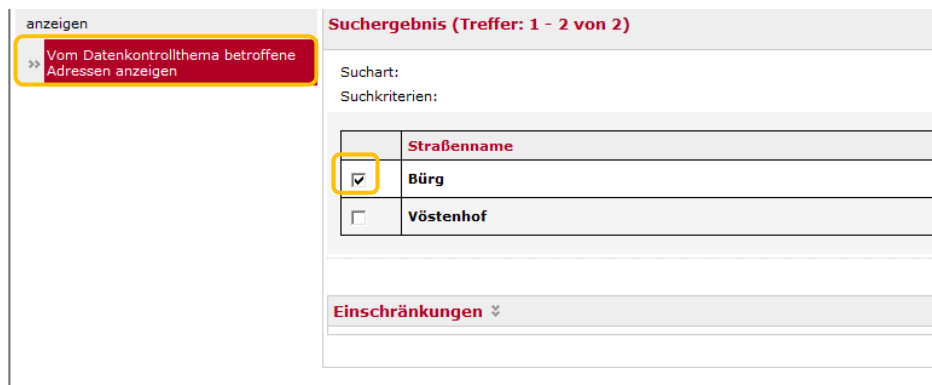 anzeigen
Vom Datenkontrollthema betroffene
Adressen anzeigen
Suchergebnis (Treffer: 1 - 2 von 2)
Suchart:
Suchkriterien:
Straßenname
Bürg
Vöstenhof
Einschränkungen